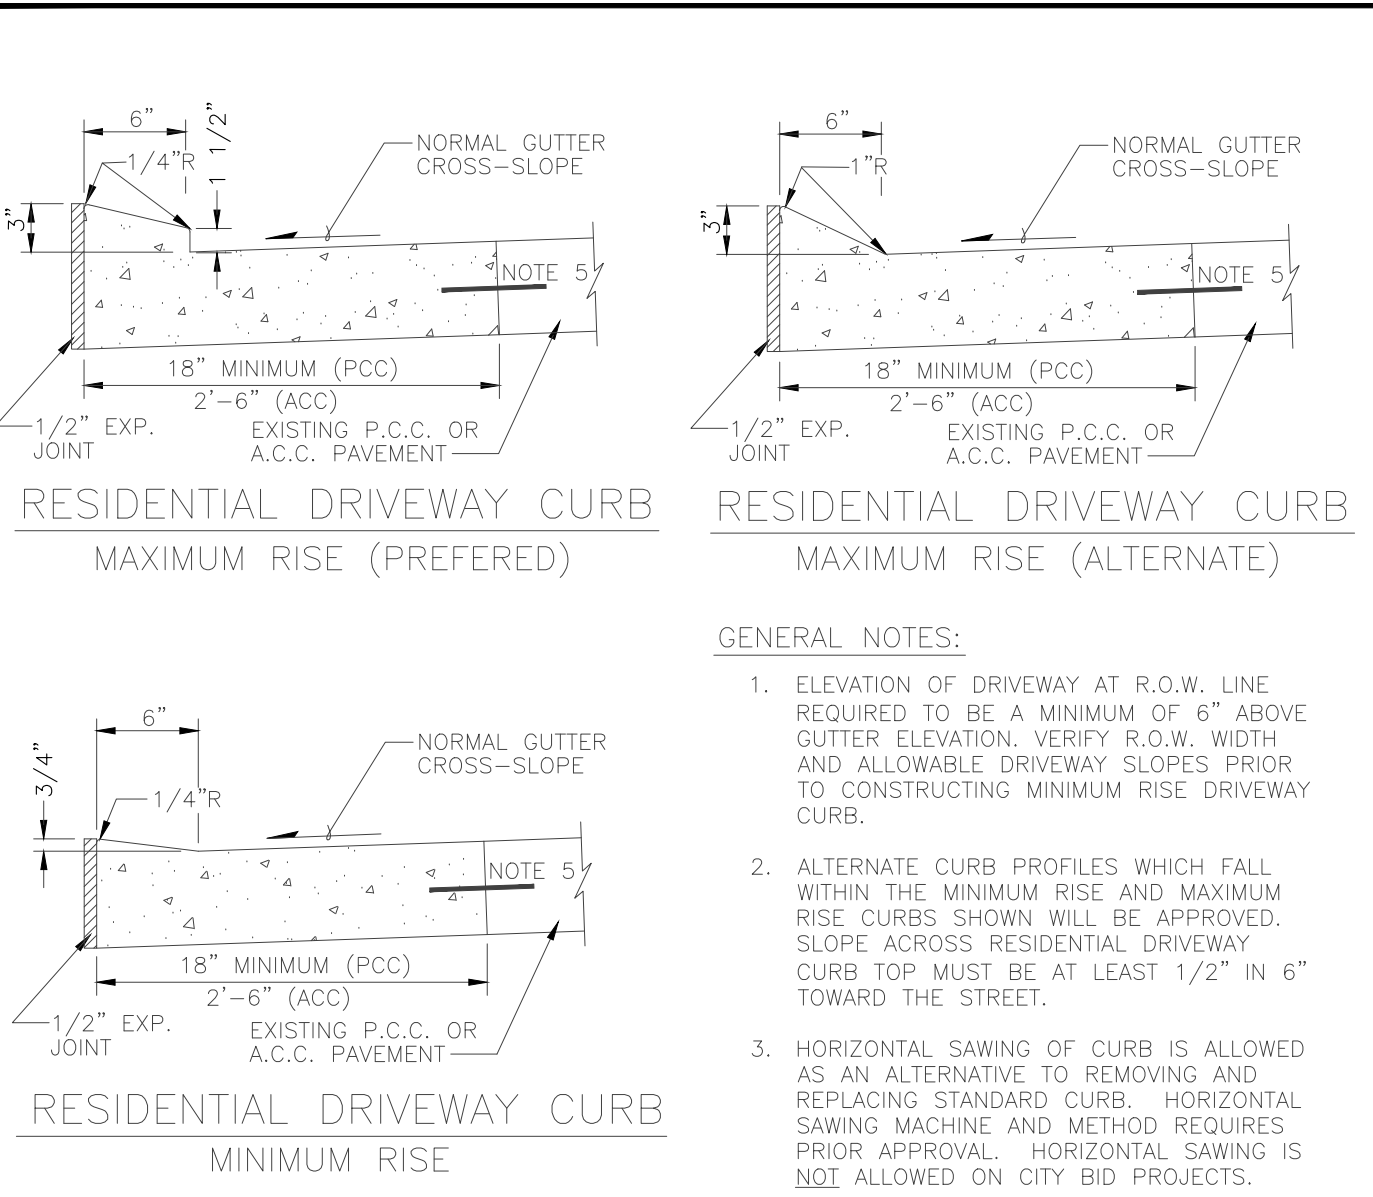 6"
1 1/2"
1/4"R
3"
NORMAL GUTTER
CROSS-SLOPE
NOTE 5
18" MINIMUM (PCC)
2'-6" (ACC)
1/2" EXP.
JOINT
EXISTING P.C.C. OR
A.C.C. PAVEMENT
RESIDENTIAL DRIVEWAY CURB
MAXIMUM RISE (PREFERED)
6"
1"R
3"
NORMAL GUTTER
CROSS-SLOPE
NOTE 5
18" MINIMUM (PCC)
2'-6" (ACC)
1/2" EXP.
JOINT
EXISTING P.C.C. OR
A.C.C. PAVEMENT
RESIDENTIAL DRIVEWAY CURB
MAXIMUM RISE (ALTERNATE)
6"
3/4"
1/4"R
NORMAL GUTTER
CROSS-SLOPE
NOTE 5
18" MINIMUM (PCC)
2'-6" (ACC)
1/2" EXP.
JOINT
EXISTING P.C.C. OR
A.C.C. PAVEMENT
RESIDENTIAL DRIVEWAY CURB
MINIMUM RISE
GENERAL NOTES:
1. ELEVATION OF DRIVEWAY AT R.O.W. LINE
REQUIRED TO BE A MINIMUM OF 6" ABOVE
GUTTER ELEVATION. VERIFY R.O.W. WIDTH
AND ALLOWABLE DRIVEWAY SLOPES PRIOR
TO CONSTRUCTING MINIMUM RISE DRIVEWAY
CURB.
2. ALTERNATE CURB PROFILES WHICH FALL
WITHIN THE MINIMUM RISE AND MAXIMUM
RISE CURBS SHOWN WILL BE APPROVED.
SLOPE ACROSS RESIDENTIAL DRIVEWAY
CURB TOP MUST BE AT LEAST 1/2" IN 6"
TOWARD THE STREET.
3. HORIZONTAL SAWING OF CURB IS ALLOWED
AS AN ALTERNATIVE TO REMOVING AND
REPLACING STANDARD CURB. HORIZONTAL
SAWING MACHINE AND METHOD REQUIRES
PRIOR APPROVAL. HORIZONTAL SAWING IS
NOT ALLOWED ON CITY BID PROJECTS.